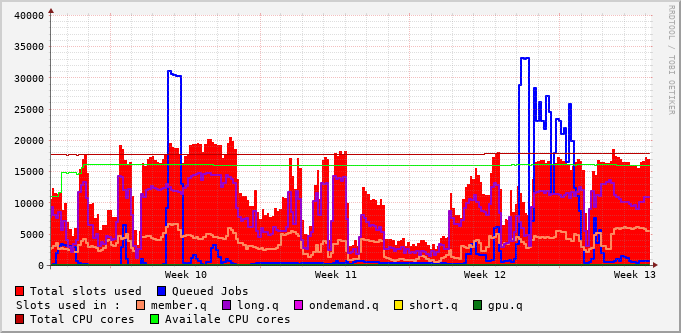 40000
35000
30000
25000
20000
15000
10000
5000
0
Week 10 Week 11 Week 12 Week 13
RRDTOOL / TOBI OETIKER
Total slots used Queued Jobs
Slots used in : member.q long.q ondemand.q short.q gpu.q
Total CPU cores Availale CPU cores